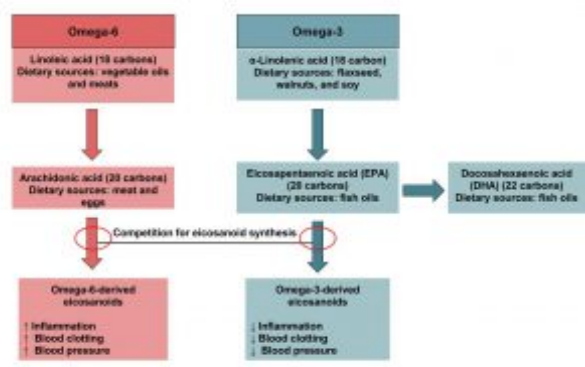 Omega-6
Linoleic acid (18 carbons)
Dietary sources: vegetable oils
and meats
Omega-3
α-Linolenic acid (18 carbon)
Dietary sources: flaxseed,
walnuts, and soy
Arachidonic acid (20 carbons)
Dietary sources: meat and
eggs
Eicosapentaenoic acid (EPA)
(20 carbons)
Dietary sources: fish oils
Docosahexaenoic acid
(DHA) (22 carbons)
Dietary sources: fish oils
Competition for eicosanoid synthesis
Omega-6-derived
eicosanoids
↑ Inflammation
↑ Blood clotting
↑ Blood pressure
Omega-3-derived
eicosanoids
↓ Inflammation
↓ Blood clotting
↓ Blood pressure